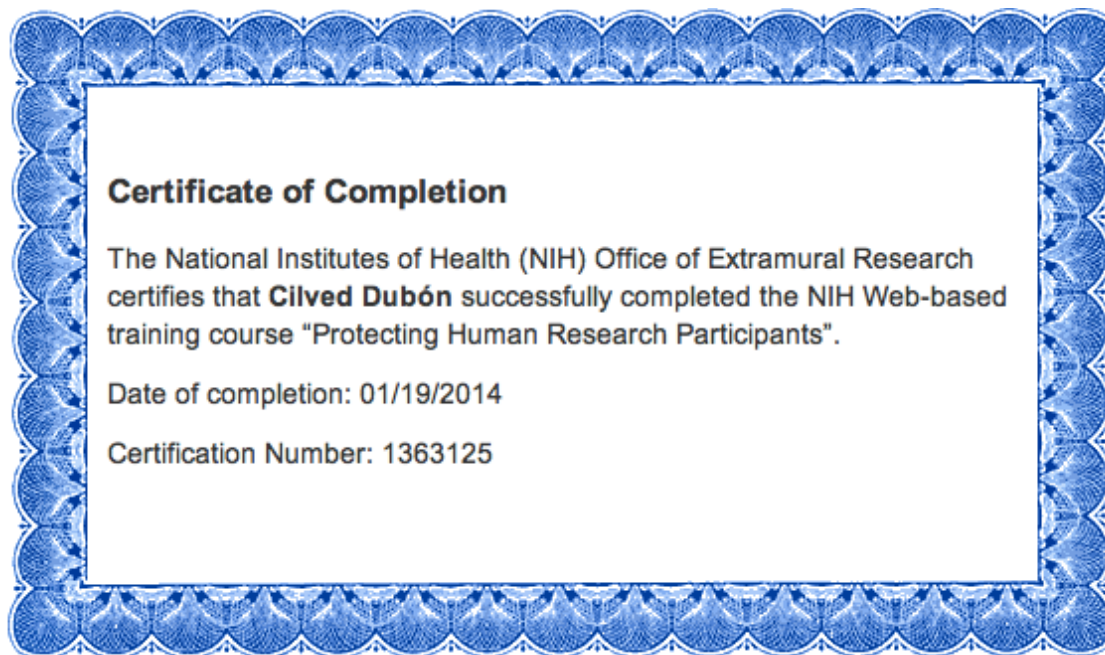 Certificate of Completion
The National Institutes of Health (NIH) Office of Extramural Research
certifies that Cilved Dubón successfully completed the NIH Web-based
training course “Protecting Human Research Participants”.
Date of completion: 01/19/2014
Certification Number: 1363125